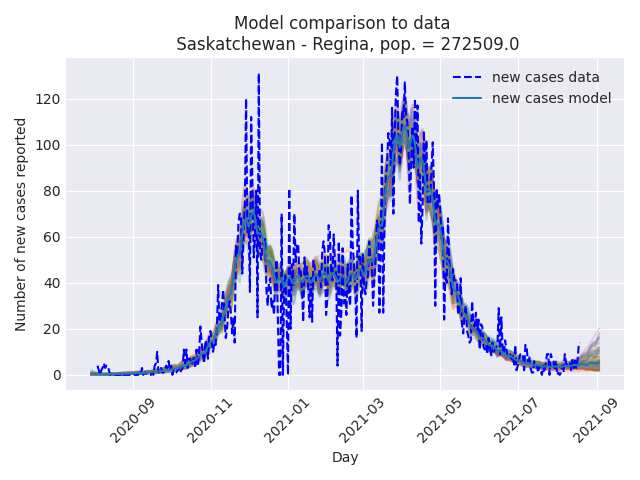 Model comparison to data
Saskatchewan - Regina, pop. = 272509.0
new cases data
new cases model
Number of new cases reported
120
100
80
60
40
20
0
2020-09
2020-11
2021-01
2021-03
2021-05
2021-07
2021-09
Day